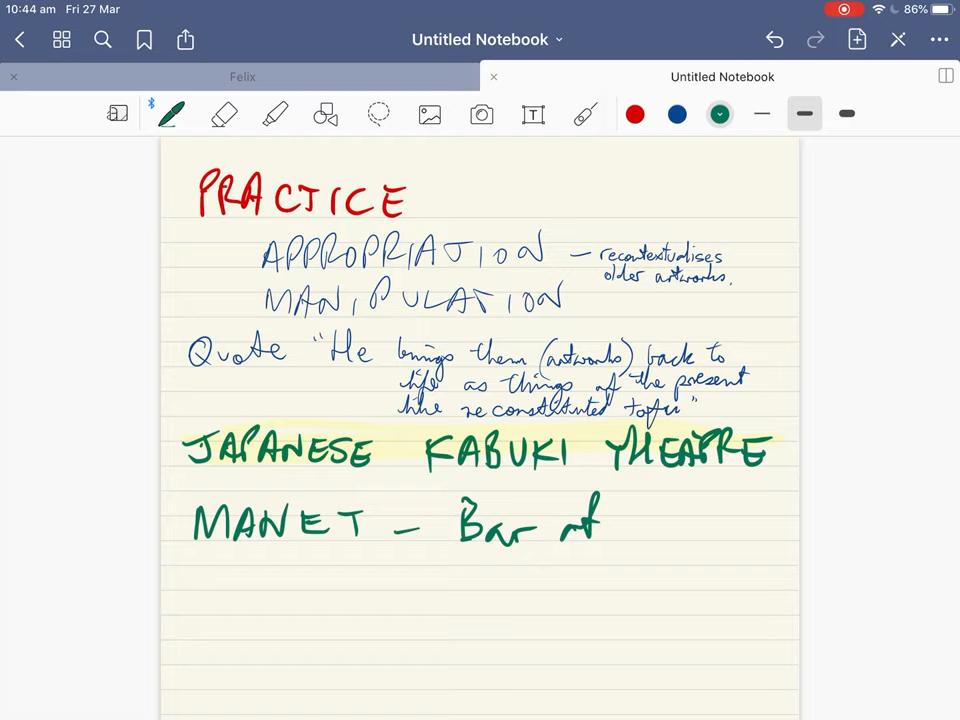 10:44 am Fri 27 Mar 86%
Untitled Notebook
Felix Untitled Notebook
T
PRACTICE
APPROPRIATION – recontextualises
older artworks.
MANIPULATION
Quote "He brings them (artworks) back to
life as things of the present
like reconstituted tofu"
JAPANESE KABUKI THEATRE
MANET – Bar at